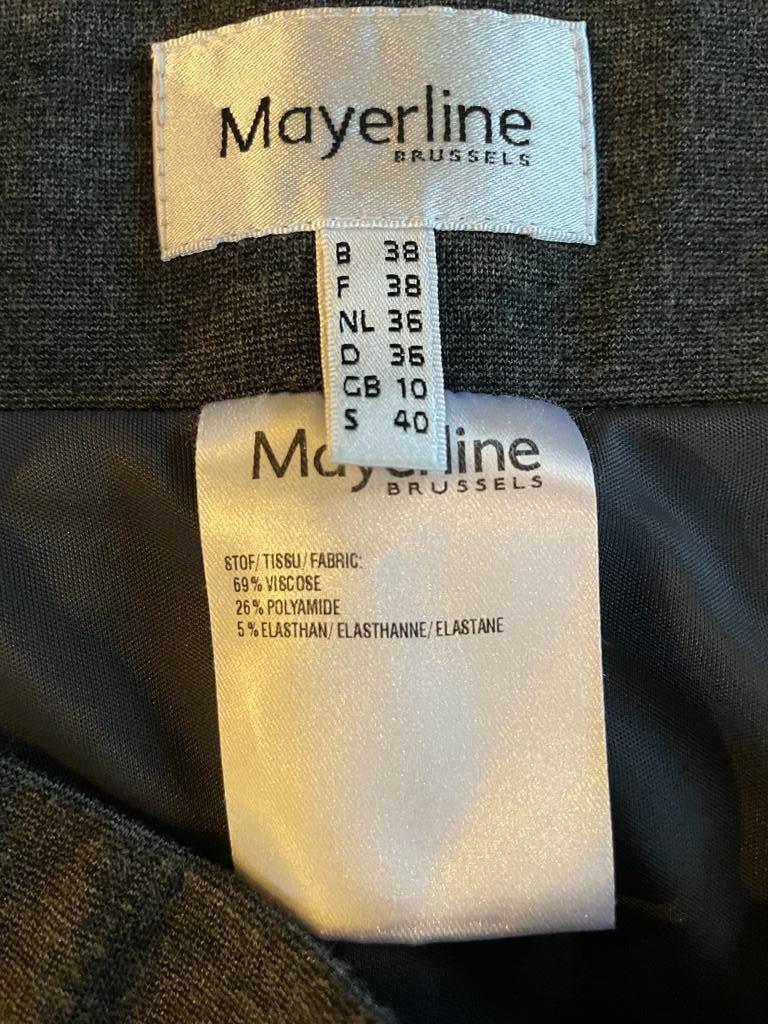 Mayerline
BRUSSELS
B 38
F 38
NL 36
D 36
GB 10
S 40
BRUSSELS
STOF/TISSU/FABRIC:
69% VISCOSE
26% POLYAMIDE
5% ELASTHAN/ELASTHANNE/ELASTANE